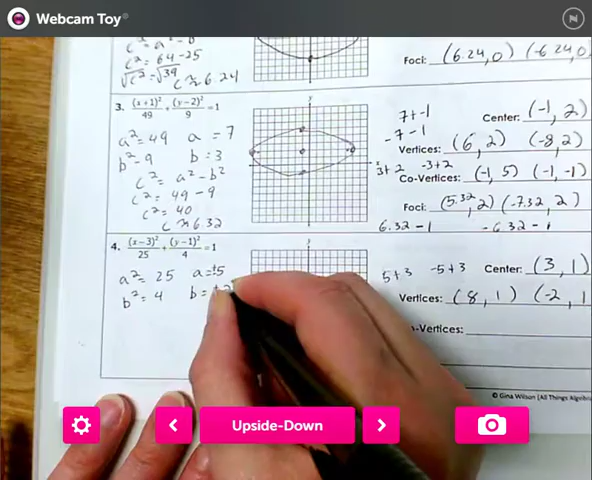 Webcam Toy
c² = a² - b²
c² = 64 - 25
√c² = √39
c ≈ 6.24
Foci: (6.24, 0) (-6.24, 0
3. (x+1)²/49 + (y-2)²/9 = 1
a² = 49 a = 7
b² - 9 b = 3
c² = a² - b²
c² = 49 - 9
c² = 40
c ≈ 6.32
y
x
7 + -1
-7 - 1
Center: (-1, 2)
Vertices: (6, 2) (-8, 2)
3+2 -3+2
Co-Vertices: (-1, 5) (-1, -1)
Foci: (5.32, 2) (-7.32, 2)
6.32 - 1 -6.32 - 1
4. (x-3)²/25 + (y-1)²/4 = 1
a² = 25 a = ±5
b² = 4 b = ±2
y
5+3 -5+3
Center: (3, 1)
Vertices: (8, 1) (-2, 1
o-Vertices:
© Gina Wilson (All Things Algebra
Upside-Down